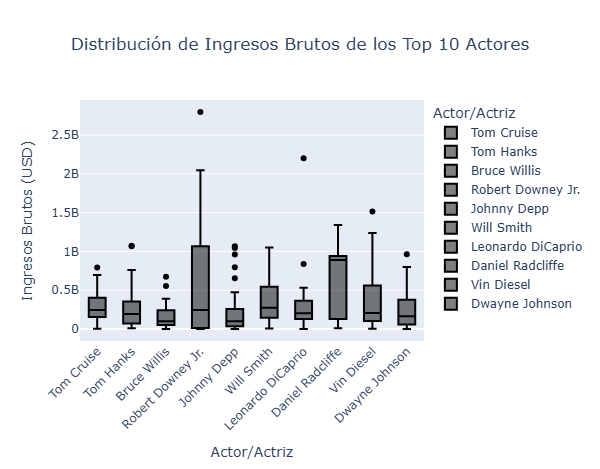 Distribución de Ingresos Brutos de los Top 10 Actores
Ingresos Brutos (USD)
2.5B
2B
1.5B
1B
0.5B
0
Tom Cruise
Tom Hanks
Bruce Willis
Robert Downey Jr.
Johnny Depp
Will Smith
Leonardo DiCaprio
Daniel Radcliffe
Vin Diesel
Dwayne Johnson
Actor/Actriz
Actor/Actriz
Tom Cruise
Tom Hanks
Bruce Willis
Robert Downey Jr.
Johnny Depp
Will Smith
Leonardo DiCaprio
Daniel Radcliffe
Vin Diesel
Dwayne Johnson